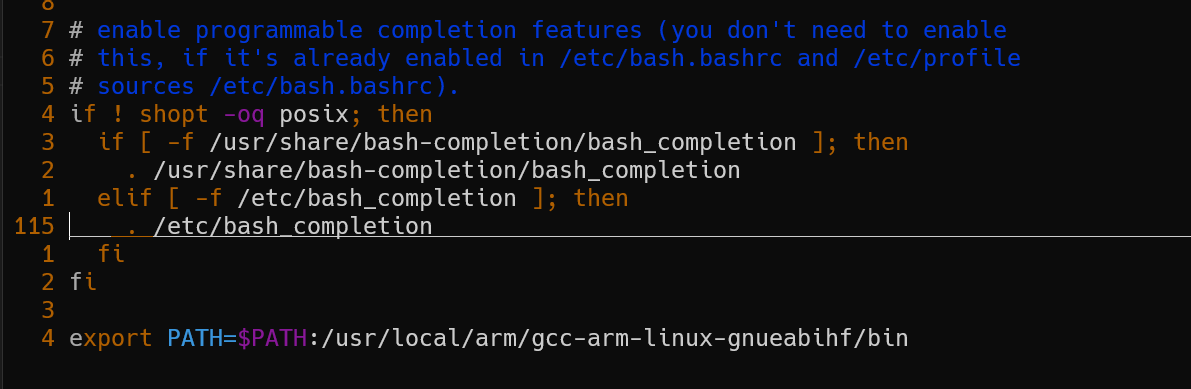 8
7 # enable programmable completion features (you don't need to enable
6 # this, if it's already enabled in /etc/bash.bashrc and /etc/profile
5 # sources /etc/bash.bashrc).
4 if ! shopt -oq posix; then
3   if [ -f /usr/share/bash-completion/bash_completion ]; then
2     . /usr/share/bash-completion/bash_completion
1   elif [ -f /etc/bash_completion ]; then
115     . /etc/bash_completion
1   fi
2 fi
3
4 export PATH=$PATH:/usr/local/arm/gcc-arm-linux-gnueabihf/bin